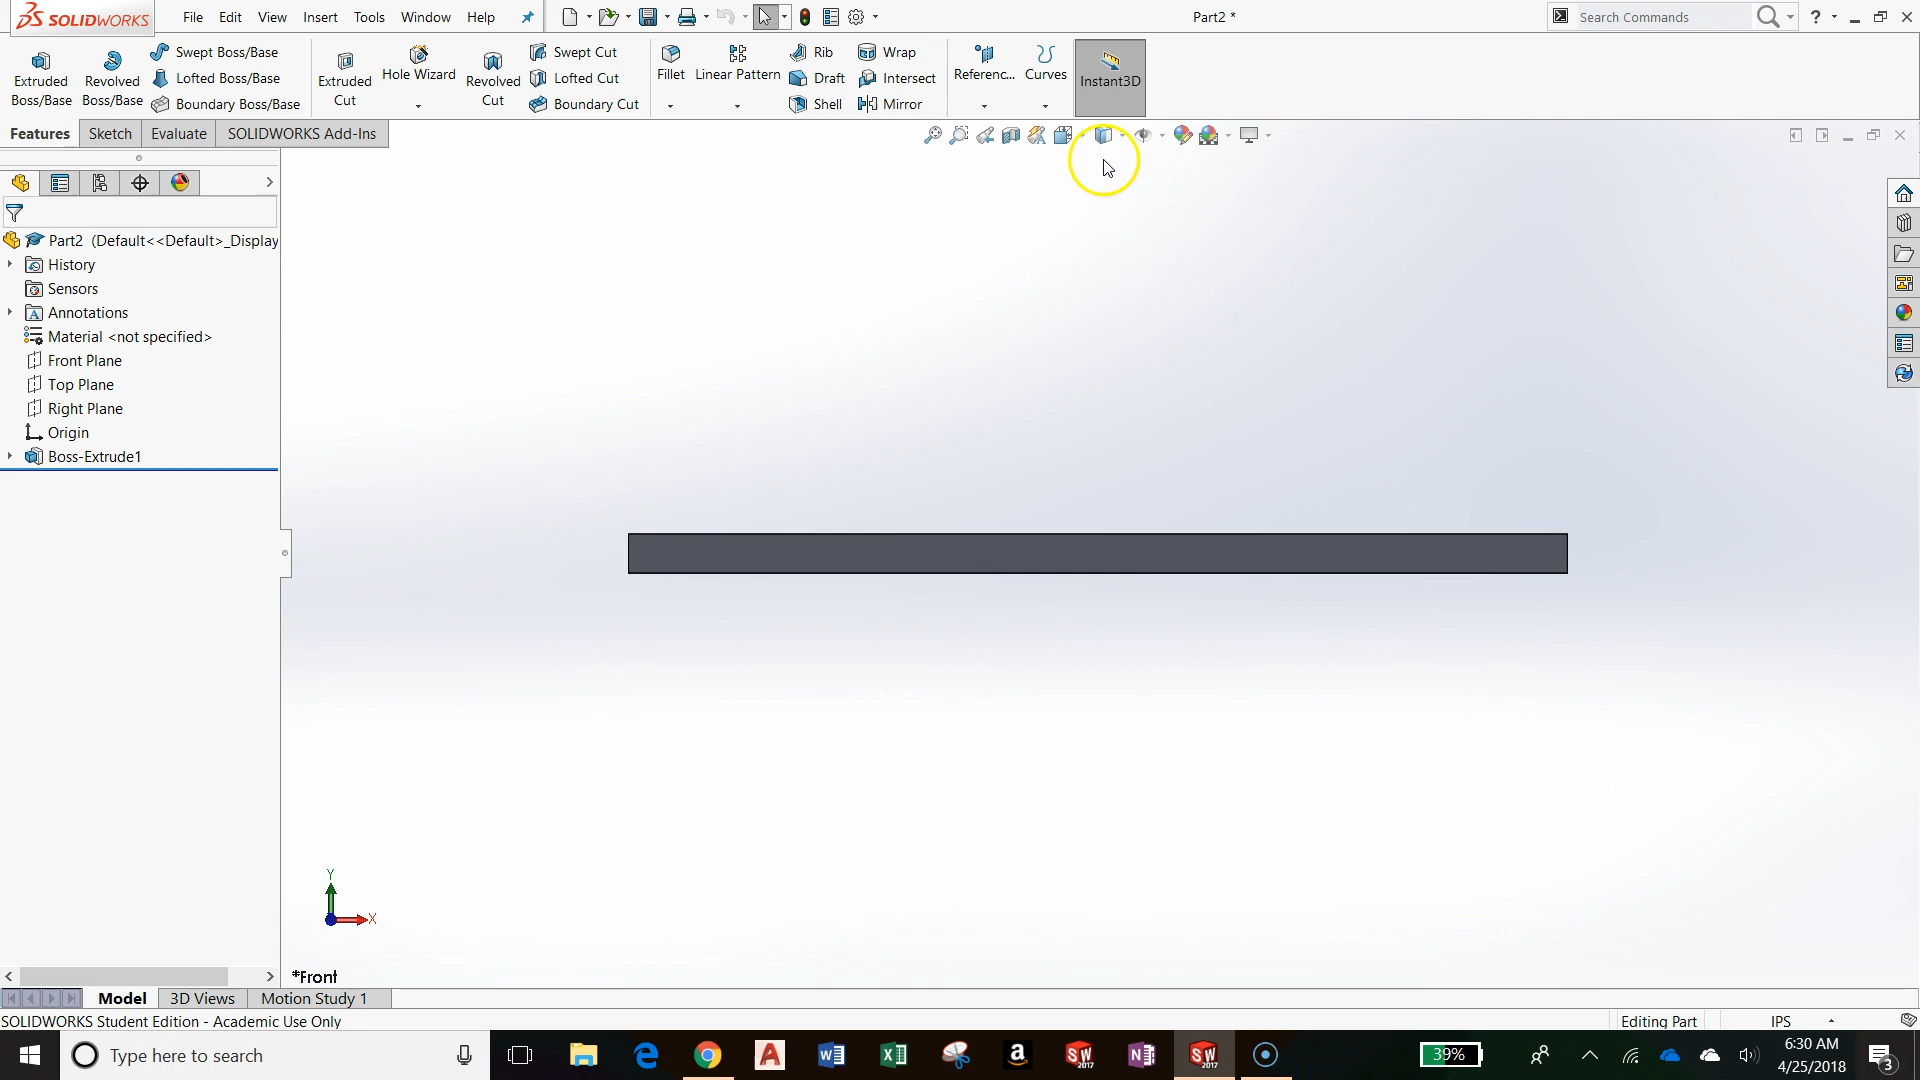 SOLIDWORKS File Edit View Insert Tools Window Help Part2 * Search Commands ?
Extruded Boss/Base
Revolved Boss/Base
Swept Boss/Base
Lofted Boss/Base
Boundary Boss/Base
Extruded Cut
Hole Wizard
Revolved Cut
Swept Cut
Lofted Cut
Boundary Cut
Fillet
Linear Pattern
Rib
Draft
Shell
Wrap
Intersect
Mirror
Referenc...
Curves
Instant3D
Features Sketch Evaluate SOLIDWORKS Add-Ins
Part2 (Default<<Default>_Display
History
Sensors
Annotations
Material <not specified>
Front Plane
Top Plane
Right Plane
Origin
Boss-Extrude1
Y
X
*Front
Model 3D Views Motion Study 1
SOLIDWORKS Student Edition - Academic Use Only Editing Part IPS
Type here to search
SW 2017
SW 2017
39%
6:30 AM
4/25/2018
3